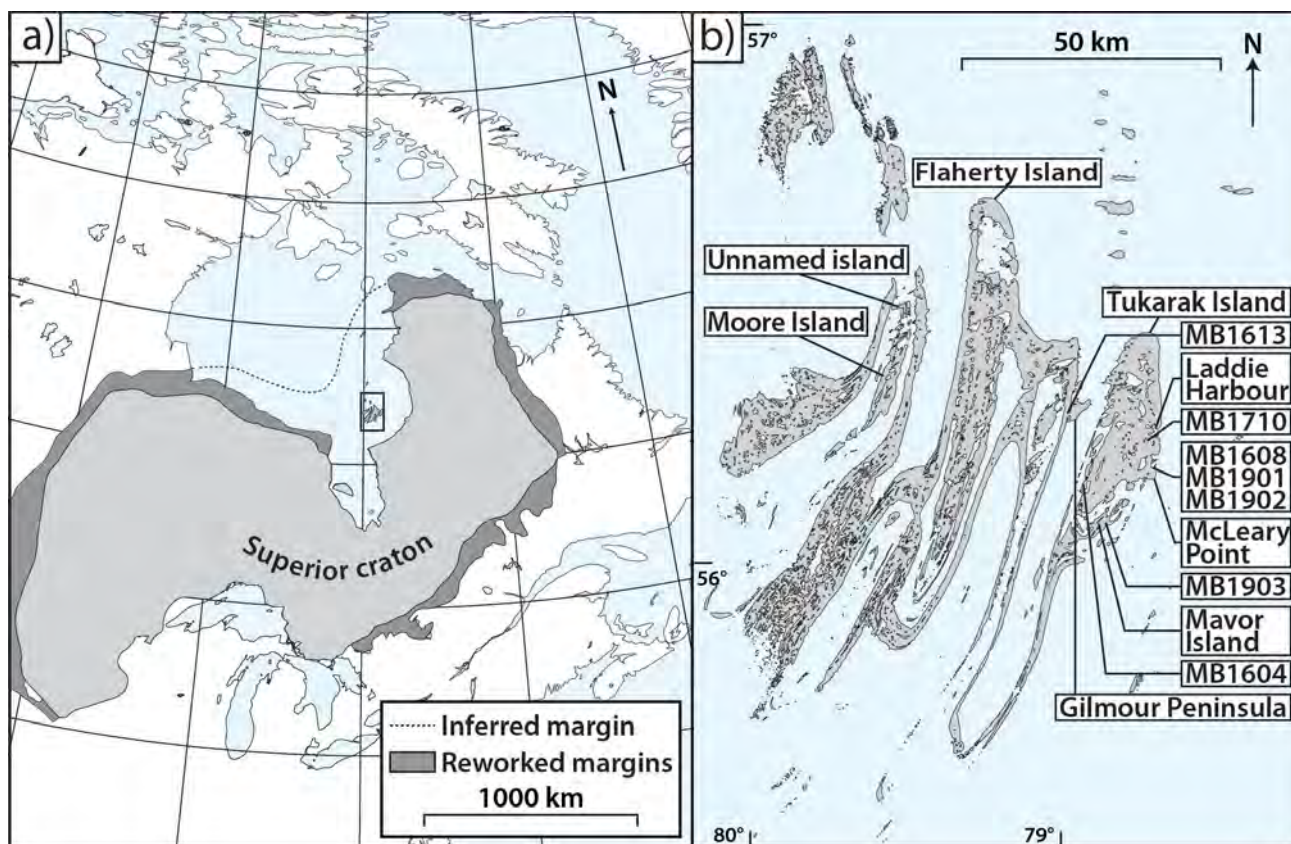 a)
N
Superior craton
Inferred margin
Reworked margins
1000 km
b)
57°
50 km
N
Flaherty Island
Unnamed island
Moore Island
Tukarak Island
MB1613
Laddie
Harbour
MB1710
MB1608
MB1901
MB1902
McLeary
Point
MB1903
Mavor
Island
MB1604
Gilmour Peninsula
56°
80°
79°